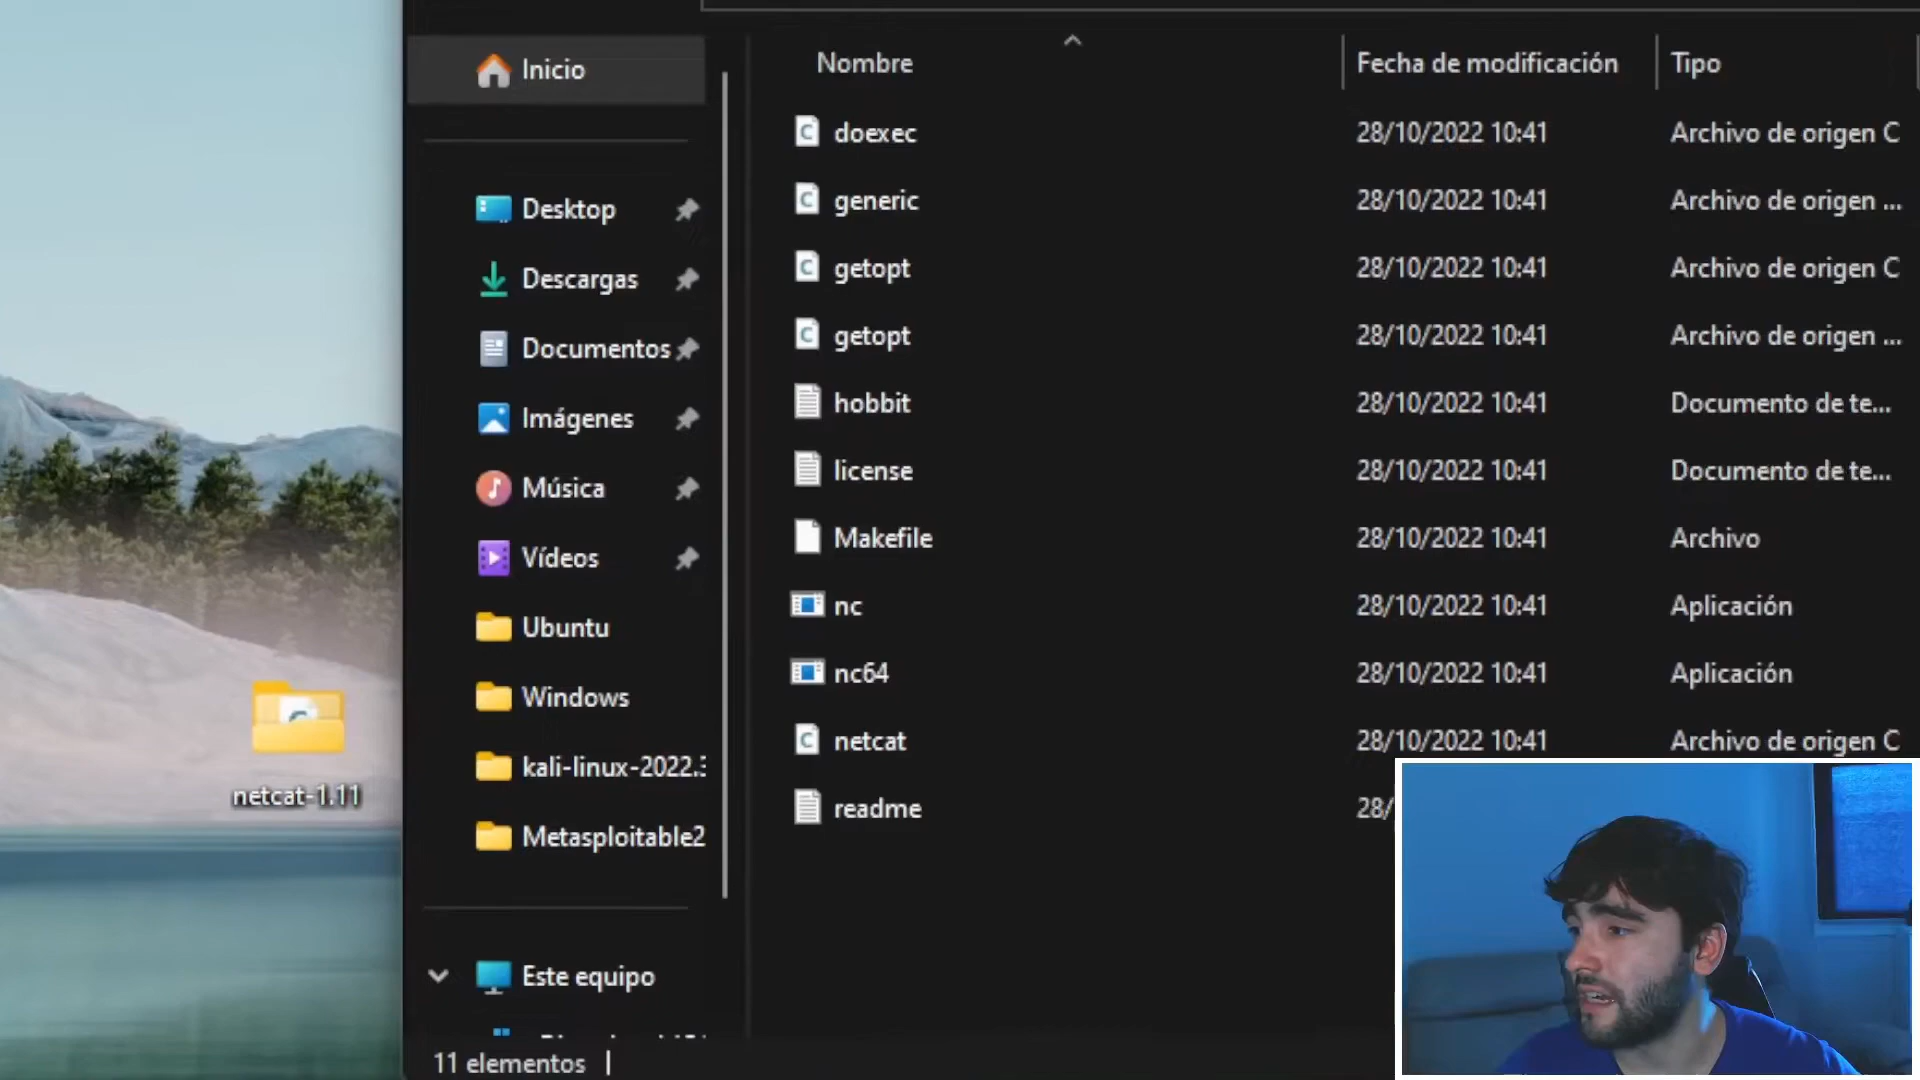 netcat-1.11
Inicio
Desktop
Descargas
Documentos
Imágenes
Música
Vídeos
Ubuntu
Windows
kali-linux-2022.3
Metasploitable2
Este equipo
11 elementos
Nombre Fecha de modificación Tipo
doexec 28/10/2022 10:41 Archivo de origen C
generic 28/10/2022 10:41 Archivo de origen ...
getopt 28/10/2022 10:41 Archivo de origen C
getopt 28/10/2022 10:41 Archivo de origen ...
hobbit 28/10/2022 10:41 Documento de te...
license 28/10/2022 10:41 Documento de te...
Makefile 28/10/2022 10:41 Archivo
nc 28/10/2022 10:41 Aplicación
nc64 28/10/2022 10:41 Aplicación
netcat 28/10/2022 10:41 Archivo de origen C
readme 28/